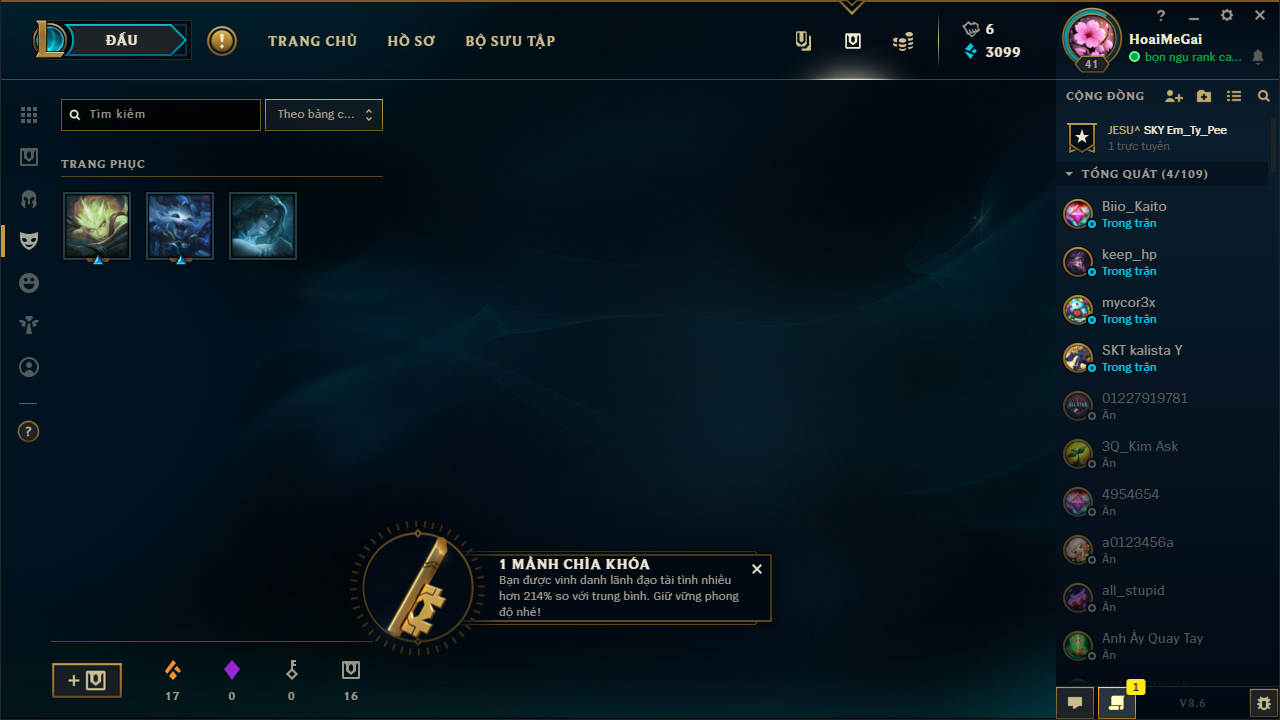 ĐẤU
TRANG CHỦ
HỒ SƠ
BỘ SƯU TẬP
6
3099
?
HoaiMeGai
bọn ngu rank ca...
41
Tìm kiếm
Theo bảng c...
TRANG PHỤC
?
1 MẢNH CHÌA KHÓA
Bạn được vinh danh lãnh đạo tài tình nhiều
hơn 214% so với trung bình. Giữ vững phong
độ nhé!
17
0
0
16
CỘNG ĐỒNG
JESU^ SKY Em_Ty_Pee
1 trực tuyến
TỔNG QUÁT (4/109)
Biio_Kaito
Trong trận
keep_hp
Trong trận
mycor3x
Trong trận
SKT kalista Y
Trong trận
01227919781
Ẩn
3Q_Kim Ask
Ẩn
4954654
Ẩn
a0123456a
Ẩn
all_stupid
Ẩn
Anh Ấy Quay Tay
Ẩn
1
V8.6